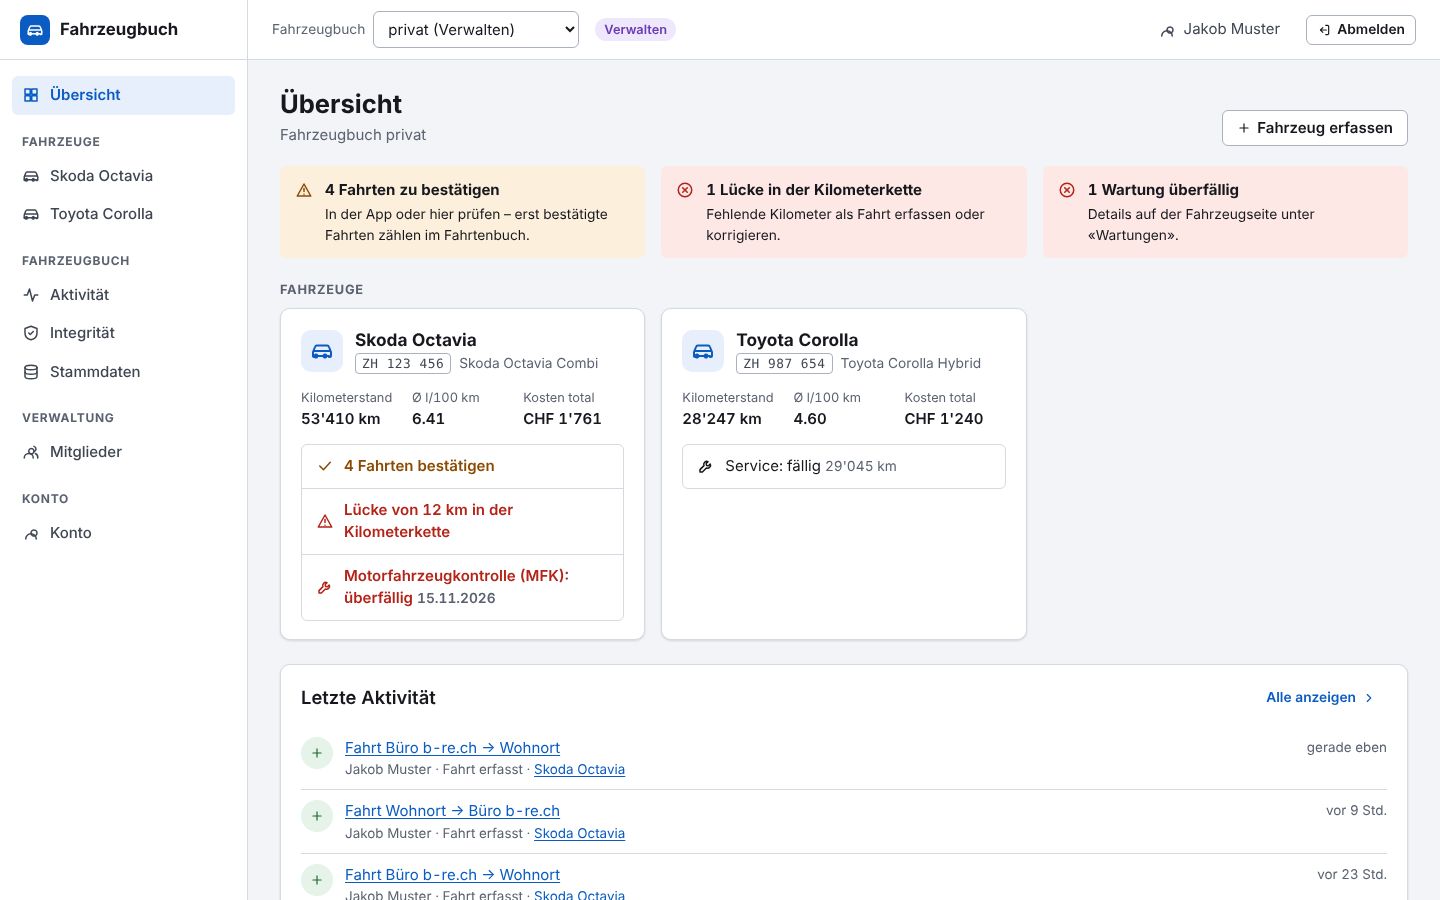 Fahrzeugbuch
Fahrzeugbuch privat (Verwalten) Verwalten
Jakob Muster
Abmelden
Übersicht
FAHRZEUGE
Skoda Octavia
Toyota Corolla
FAHRZEUGBUCH
Aktivität
Integrität
Stammdaten
VERWALTUNG
Mitglieder
KONTO
Konto
Übersicht
Fahrzeugbuch privat
Fahrzeug erfassen
4 Fahrten zu bestätigen
In der App oder hier prüfen – erst bestätigte
Fahrten zählen im Fahrtenbuch.
1 Lücke in der Kilometerkette
Fehlende Kilometer als Fahrt erfassen oder
korrigieren.
1 Wartung überfällig
Details auf der Fahrzeugseite unter
«Wartungen».
FAHRZEUGE
Skoda Octavia
ZH 123 456 Skoda Octavia Combi
Kilometerstand Ø l/100 km Kosten total
53'410 km 6.41 CHF 1'761
4 Fahrten bestätigen
Lücke von 12 km in der
Kilometerkette
Motorfahrzeugkontrolle (MFK):
überfällig 15.11.2026
Toyota Corolla
ZH 987 654 Toyota Corolla Hybrid
Kilometerstand Ø l/100 km Kosten total
28'247 km 4.60 CHF 1'240
Service: fällig 29'045 km
Letzte Aktivität
Alle anzeigen
Fahrt Büro b-re.ch → Wohnort
gerade eben
Jakob Muster · Fahrt erfasst · Skoda Octavia
Fahrt Wohnort → Büro b-re.ch
vor 9 Std.
Jakob Muster · Fahrt erfasst · Skoda Octavia
Fahrt Büro b-re.ch → Wohnort
vor 23 Std.
Jakob Muster · Fahrt erfasst · Skoda Octavia